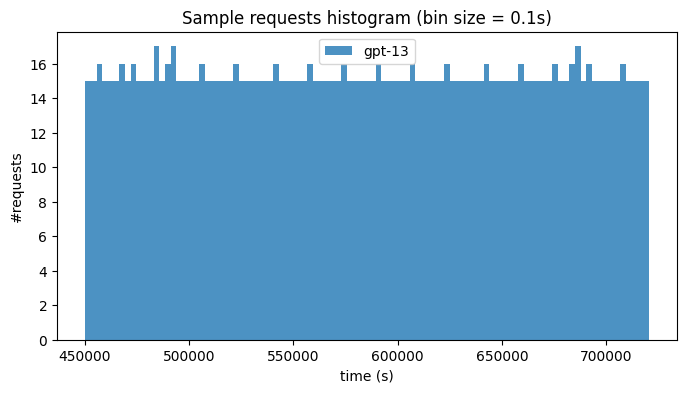 Sample requests histogram (bin size = 0.1s)
gpt-13
#requests
16
14
12
10
8
6
4
2
0
450000 500000 550000 600000 650000 700000
time (s)